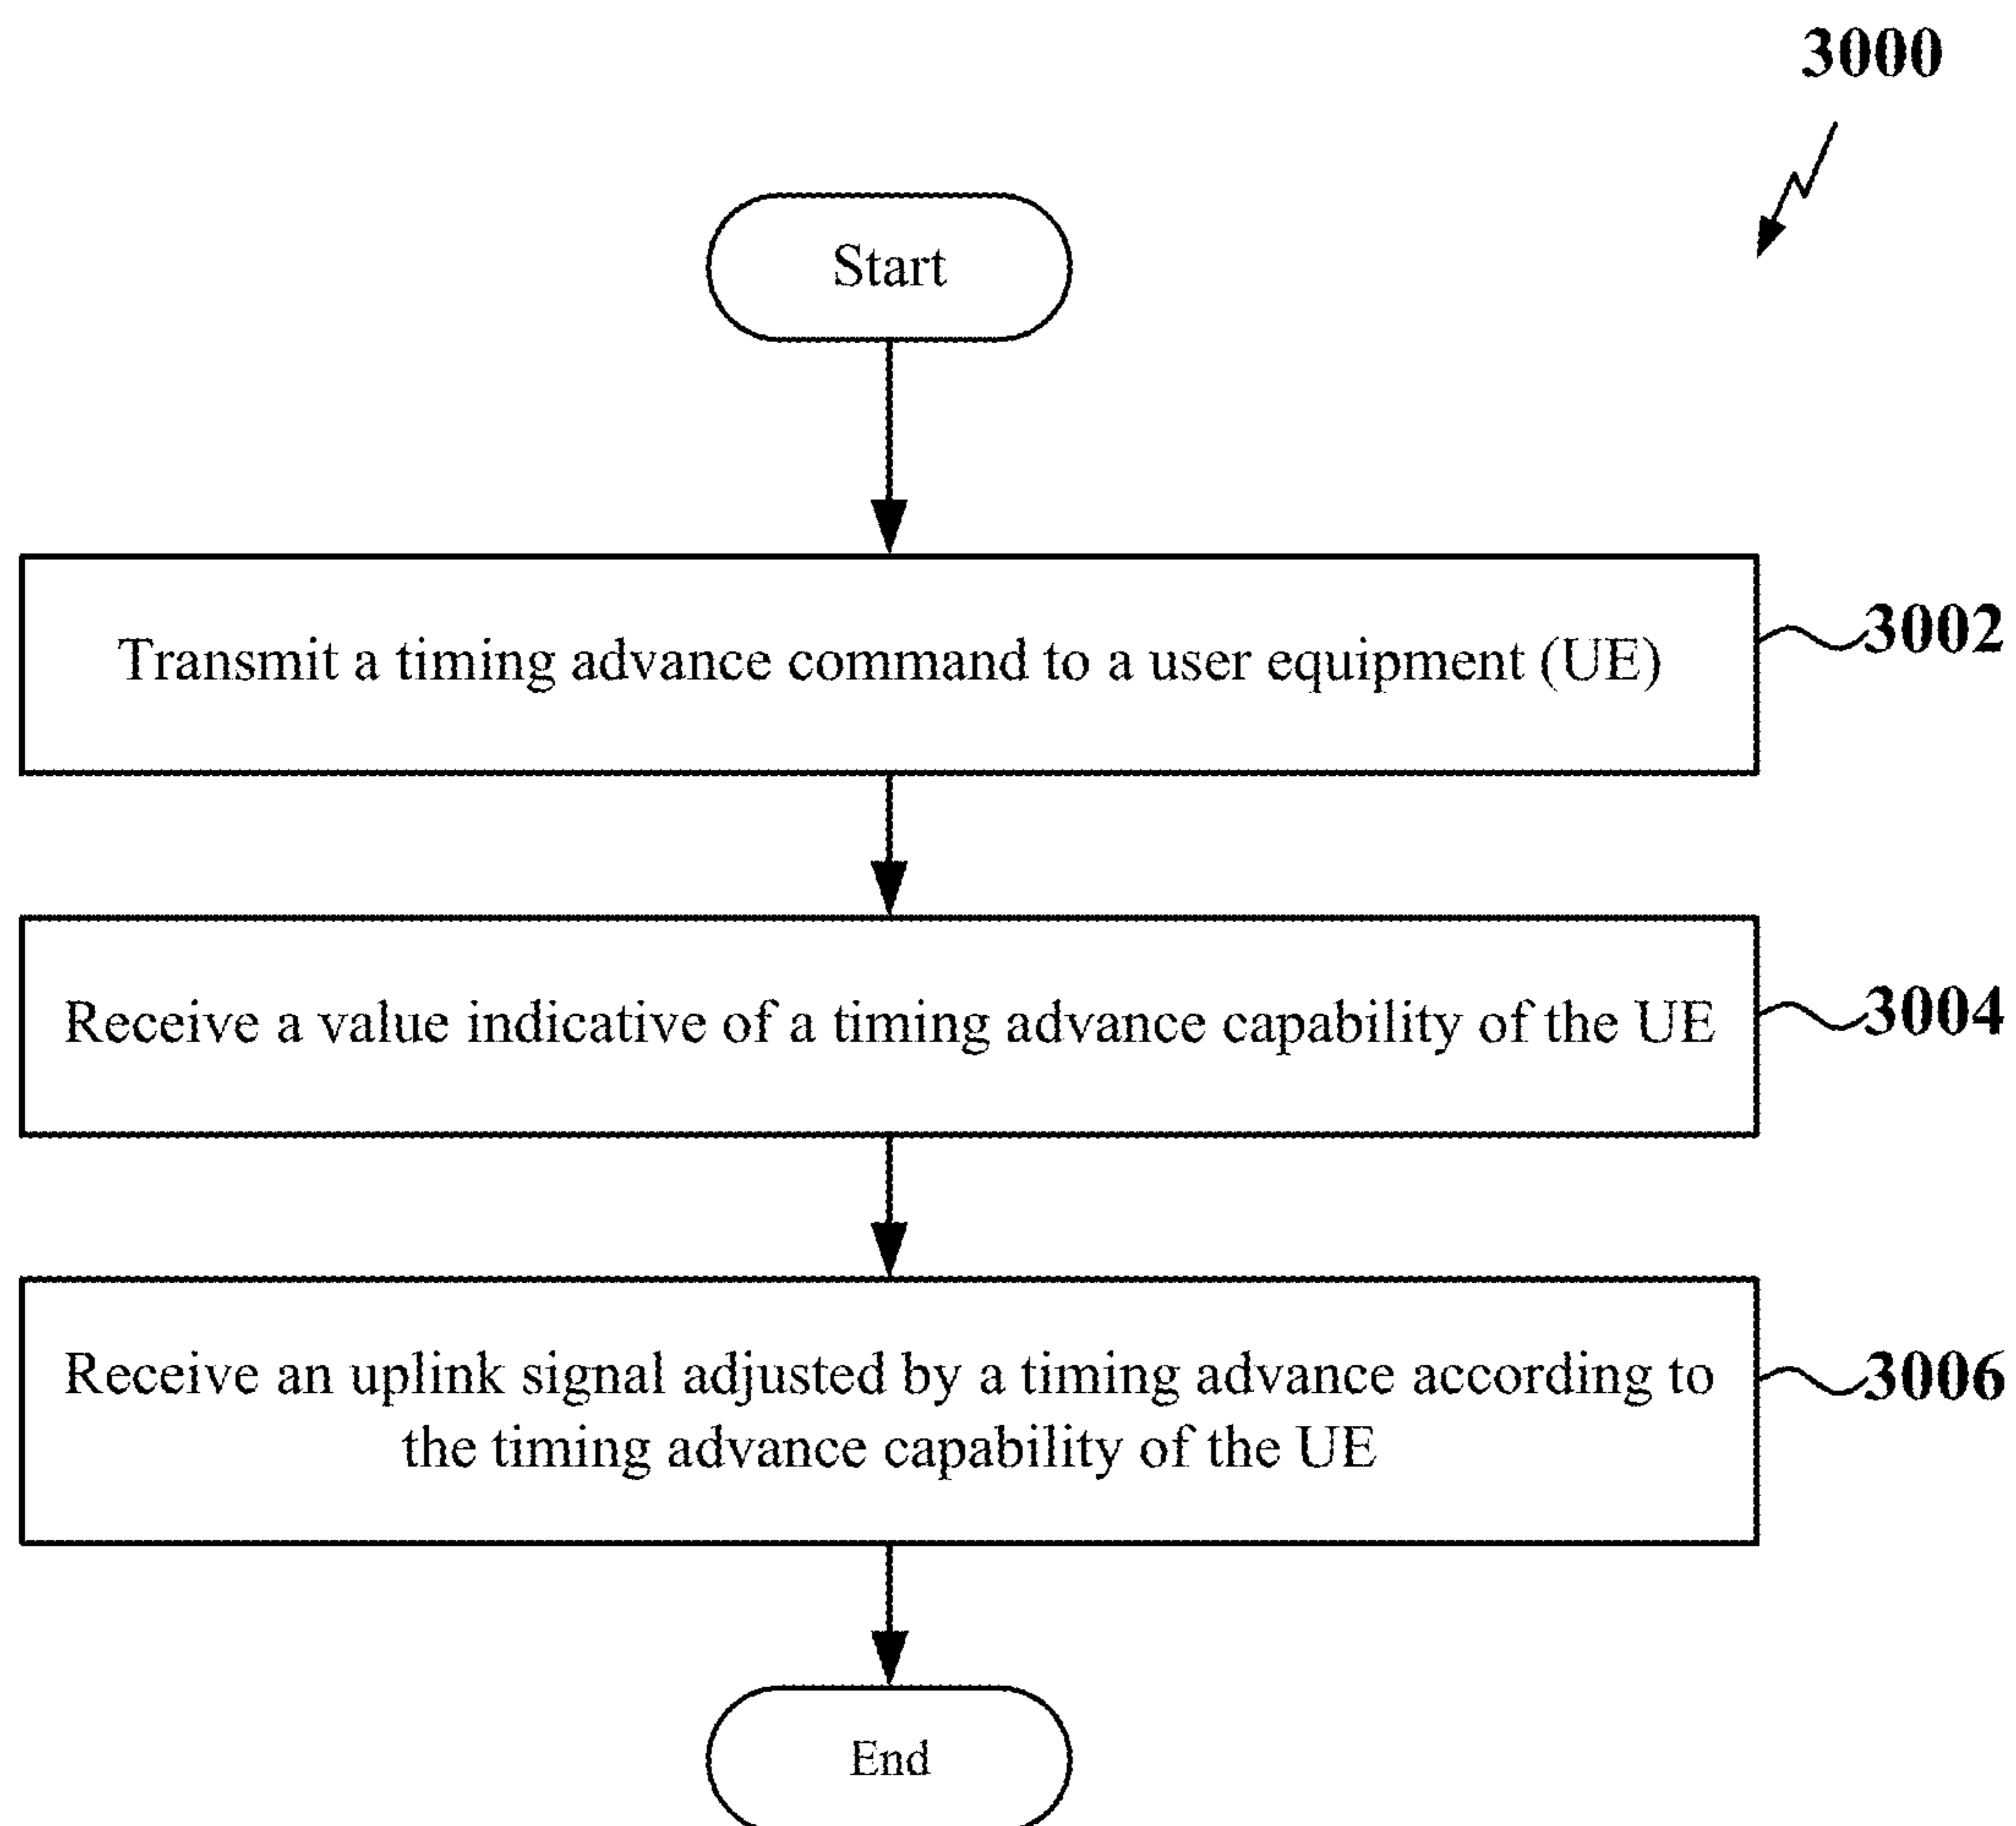 3000
Start
Transmit a timing advance command to a user equipment (UE)
3002
Receive a value indicative of a timing advance capability of the UE
3004
Receive an uplink signal adjusted by a timing advance according to
the timing advance capability of the UE
3006
End